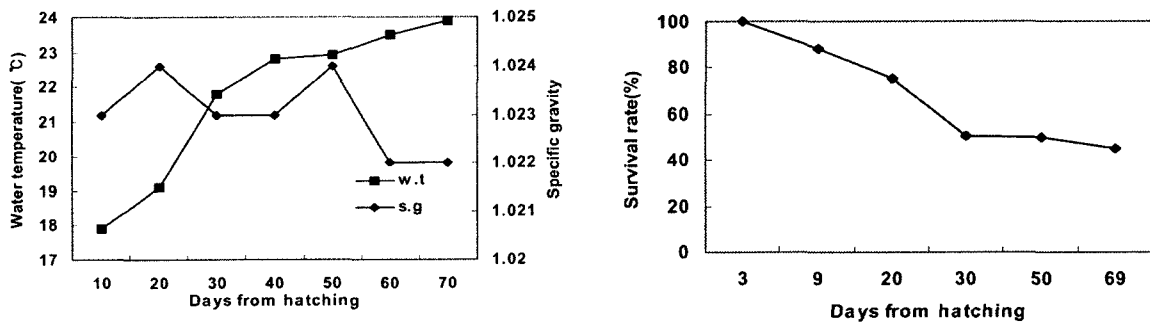 24
23
22
21
20
19
18
17
Water temperature( ℃)
1.025
1.024
1.023
1.022
1.021
1.02
Specific gravity
w.t
s.g
10 20 30 40 50 60 70
Days from hatching
100
80
60
40
20
0
Survival rate(%)
3 9 20 30 50 69
Days from hatching